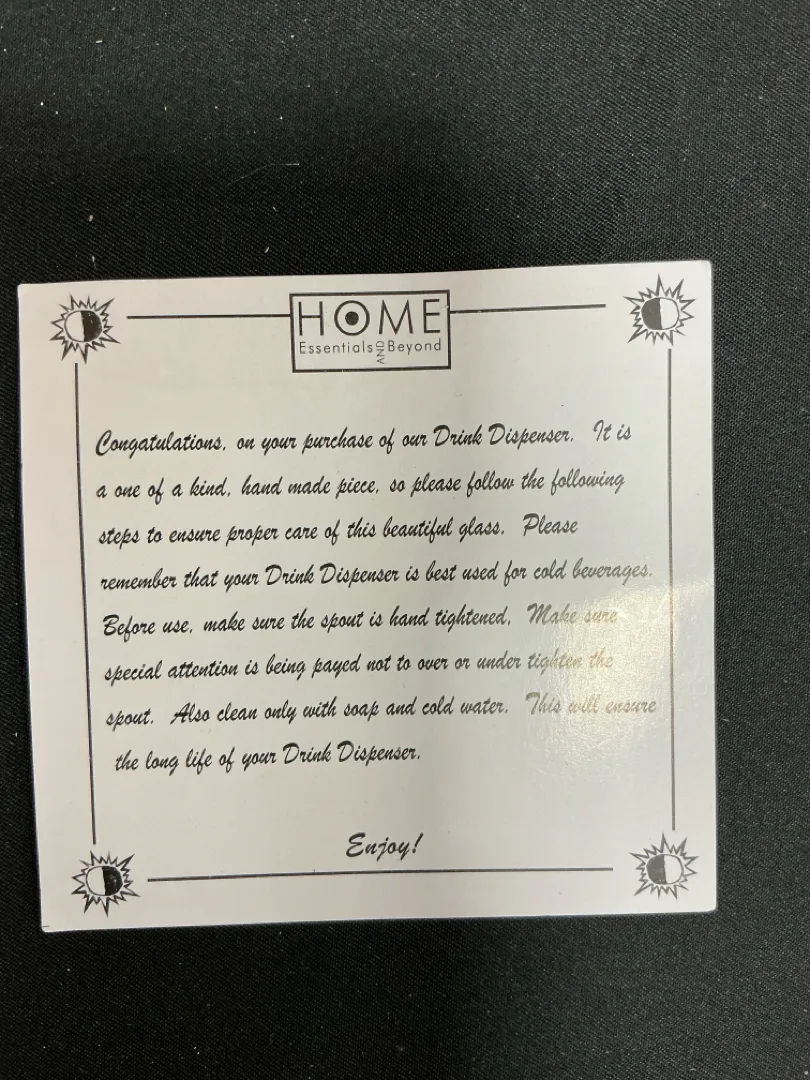 HOME
Essentials AND Beyond
Congatulations, on your purchase of our Drink Dispenser. It is
a one of a kind, hand made piece, so please follow the following
steps to ensure proper care of this beautiful glass. Please
remember that your Drink Dispenser is best used for cold beverages.
Before use, make sure the spout is hand tightened. Make sure
special attention is being payed not to over or under tighten the
spout. Also clean only with soap and cold water. This will ensure
the long life of your Drink Dispenser.
Enjoy!